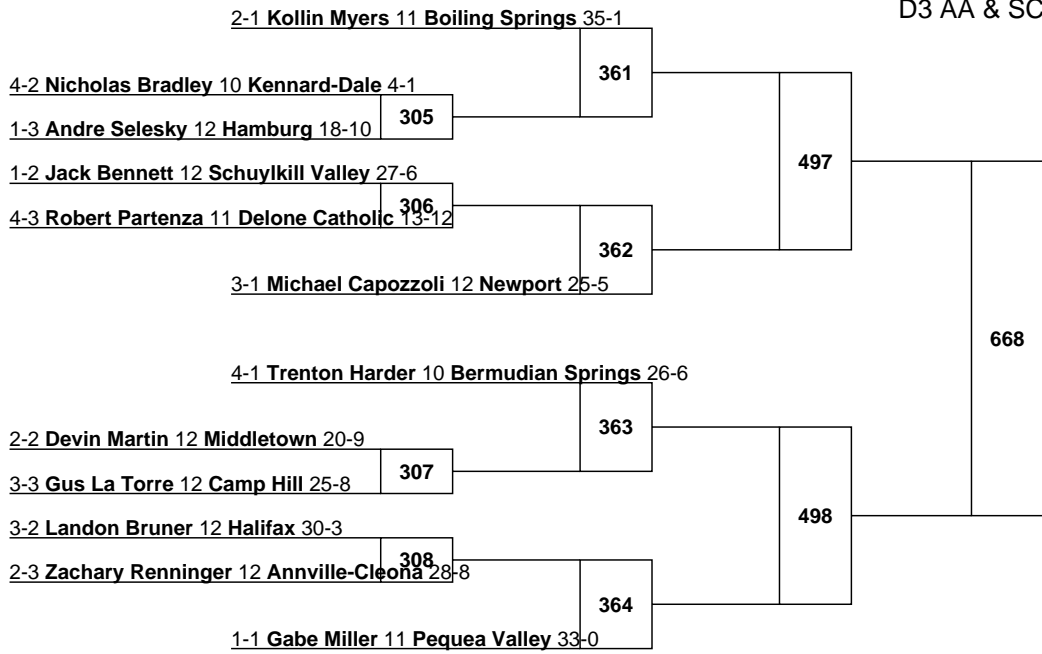 D3 AA & SC
2-1 Kollin Myers 11 Boiling Springs 35-1
361
4-2 Nicholas Bradley 10 Kennard-Dale 4-1
305
1-3 Andre Selesky 12 Hamburg 18-10
497
1-2 Jack Bennett 12 Schuylkill Valley 27-6
306
4-3 Robert Partenza 11 Delone Catholic 13-12
362
3-1 Michael Capozzoli 12 Newport 25-5
668
4-1 Trenton Harder 10 Bermudian Springs 26-6
363
2-2 Devin Martin 12 Middletown 20-9
307
3-3 Gus La Torre 12 Camp Hill 25-8
498
3-2 Landon Bruner 12 Halifax 30-3
308
2-3 Zachary Renninger 12 Annville-Cleona 28-8
364
1-1 Gabe Miller 11 Pequea Valley 33-0